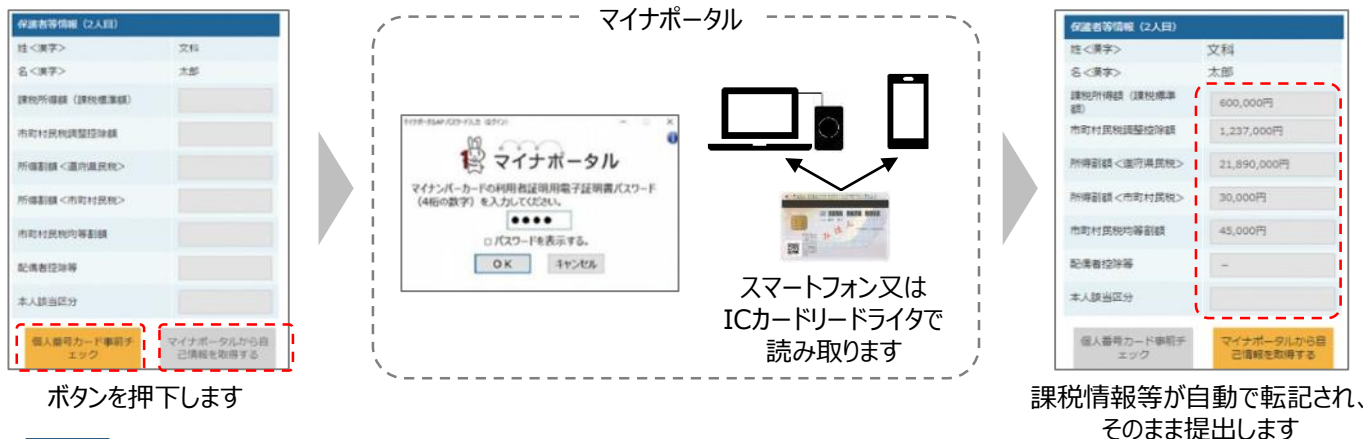 保護者等情報（2人目）
姓＜漢字＞ 文科
名＜漢字＞ 太郎
課税所得額（課税標準額）
市町村民税調整控除額
所得割額＜道府県民税＞
所得割額＜市町村民税＞
市町村民税均等割額
配偶者控除等
本人該当区分
個人番号カード事前チ
ェック
マイナポータルから自
己情報を取得する
ボタンを押下します
マイナポータル
マイナポータル
マイナンバーカードの利用者証明用電子証明書パスワード
（4桁の数字）を入力してください。
●●●●
□パスワードを表示する。
OK キャンセル
スマートフォン又は
ICカードリードライタで
読み取ります
保護者等情報（2人目）
姓＜漢字＞ 文科
名＜漢字＞ 太郎
課税所得額（課税標準
額） 600,000円
市町村民税調整控除額 1,237,000円
所得割額＜道府県民税＞ 21,890,000円
所得割額＜市町村民税＞ 30,000円
市町村民税均等割額 45,000円
配偶者控除等 －
本人該当区分
個人番号カード事前チ
ェック
マイナポータルから自
己情報を取得する
課税情報等が自動で転記され、
そのまま提出します